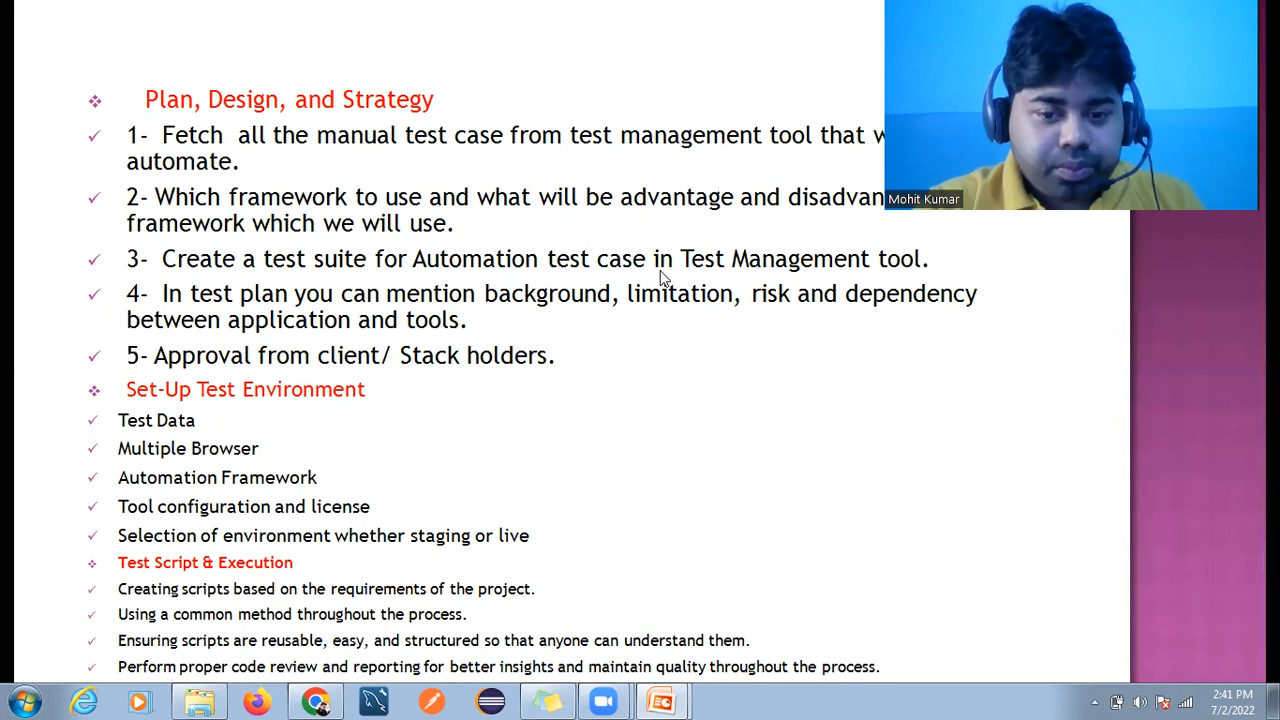 Plan, Design, and Strategy
1- Fetch all the manual test case from test management tool that
automate.
2- Which framework to use and what will be advantage and
framework which we will use.
3- Create a test suite for Automation test case in Test Management tool.
4- In test plan you can mention background, limitation, risk and dependency
between application and tools.
5- Approval from client/ Stack holders.
Set-Up Test Environment
Test Data
Multiple Browser
Automation Framework
Tool configuration and license
Selection of environment whether staging or live
Test Script & Execution
Creating scripts based on the requirements of the project.
Using a common method throughout the process.
Ensuring scripts are reusable, easy, and structured so that anyone can understand them.
Perform proper code review and reporting for better insights and maintain quality throughout the process.
Mohit Kumar
2:41 PM
7/2/2022